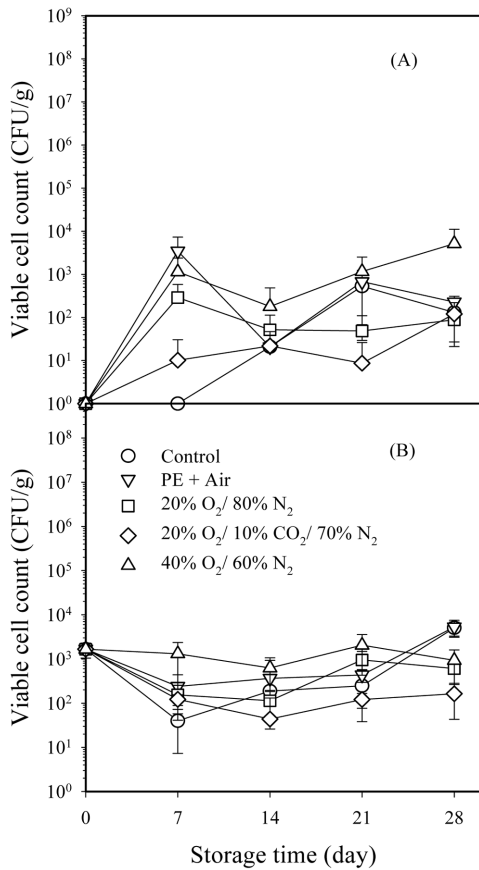 10⁹
10⁸
10⁷
10⁶
10⁵
10⁴
10³
10²
10¹
10⁰
Viable cell count (CFU/g)
(A)
10⁸
10⁷
10⁶
10⁵
10⁴
10³
10²
10¹
10⁰
Viable cell count (CFU/g)
(B)
Control
PE + Air
20% O₂/ 80% N₂
20% O₂/ 10% CO₂/ 70% N₂
40% O₂/ 60% N₂
0 7 14 21 28
Storage time (day)